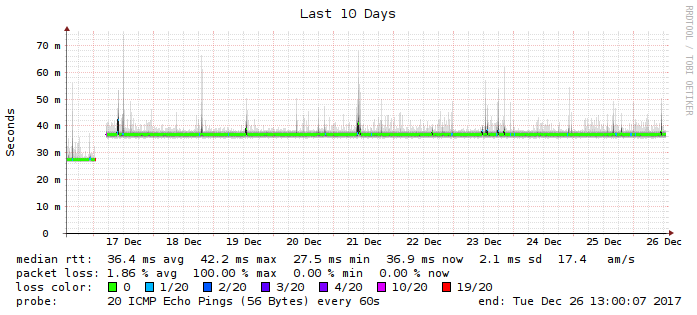 Last 10 Days
RRDTOOL / TOBI OETIKER
Seconds
70 m
60 m
50 m
40 m
30 m
20 m
10 m
0
17 Dec 18 Dec 19 Dec 20 Dec 21 Dec 22 Dec 23 Dec 24 Dec 25 Dec 26 Dec
median rtt: 36.4 ms avg 42.2 ms max 27.5 ms min 36.9 ms now 2.1 ms sd 17.4 am/s
packet loss: 1.86 % avg 100.00 % max 0.00 % min 0.00 % now
loss color: 0 1/20 2/20 3/20 4/20 10/20 19/20
probe: 20 ICMP Echo Pings (56 Bytes) every 60s end: Tue Dec 26 13:00:07 2017